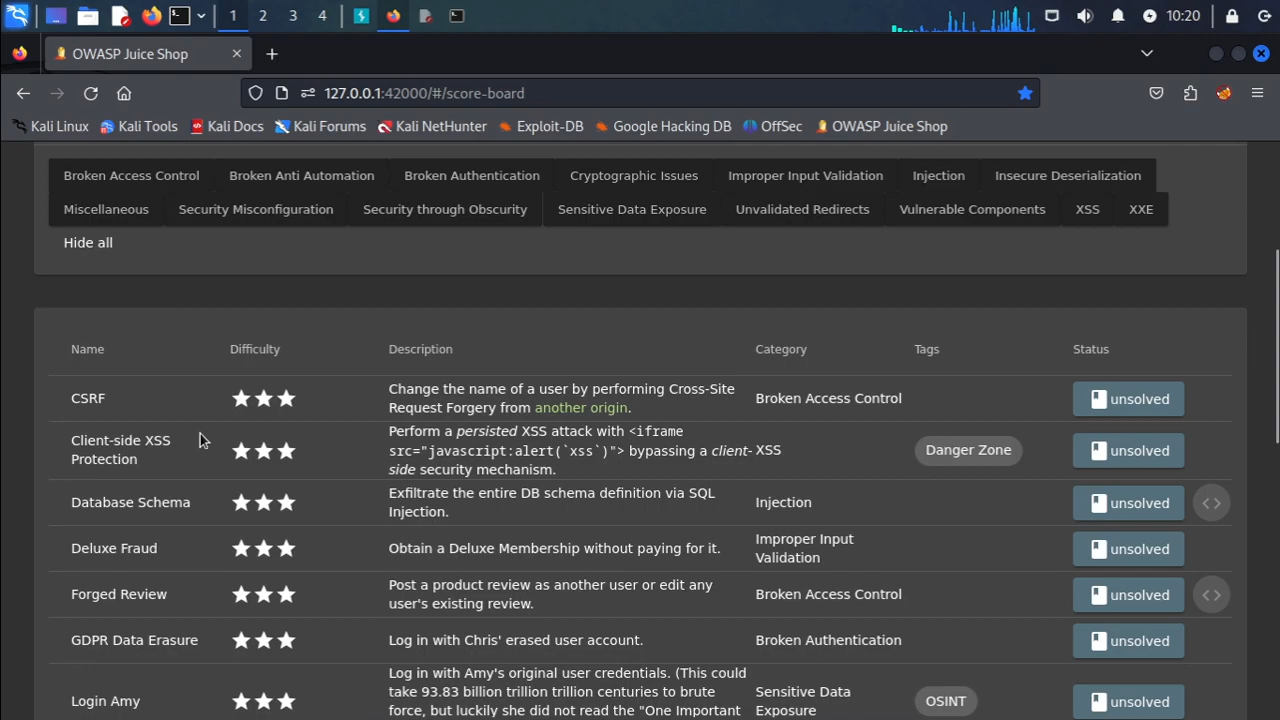 1 2 3 4 10:20
OWASP Juice Shop
127.0.0.1:42000/#/score-board
Kali Linux Kali Tools Kali Docs Kali Forums Kali NetHunter Exploit-DB Google Hacking DB OffSec OWASP Juice Shop
Broken Access Control Broken Anti Automation Broken Authentication Cryptographic Issues Improper Input Validation Injection Insecure Deserialization
Miscellaneous Security Misconfiguration Security through Obscurity Sensitive Data Exposure Unvalidated Redirects Vulnerable Components XSS XXE
Hide all
Name Difficulty Description Category Tags Status
CSRF
Change the name of a user by performing Cross-Site
Request Forgery from another origin.
Broken Access Control
unsolved
Client-side XSS
Protection
Perform a persisted XSS attack with <iframe
src="javascript:alert(`xss`)"> bypassing a client-
side security mechanism.
XSS
Danger Zone
unsolved
Database Schema
Exfiltrate the entire DB schema definition via SQL
Injection.
Injection
unsolved
<>
Deluxe Fraud
Obtain a Deluxe Membership without paying for it.
Improper Input
Validation
unsolved
Forged Review
Post a product review as another user or edit any
user's existing review.
Broken Access Control
unsolved
<>
GDPR Data Erasure
Log in with Chris' erased user account.
Broken Authentication
unsolved
Login Amy
Log in with Amy's original user credentials. (This could
take 93.83 billion trillion trillion centuries to brute
force, but luckily she did not read the "One Important
Sensitive Data
Exposure
OSINT
unsolved